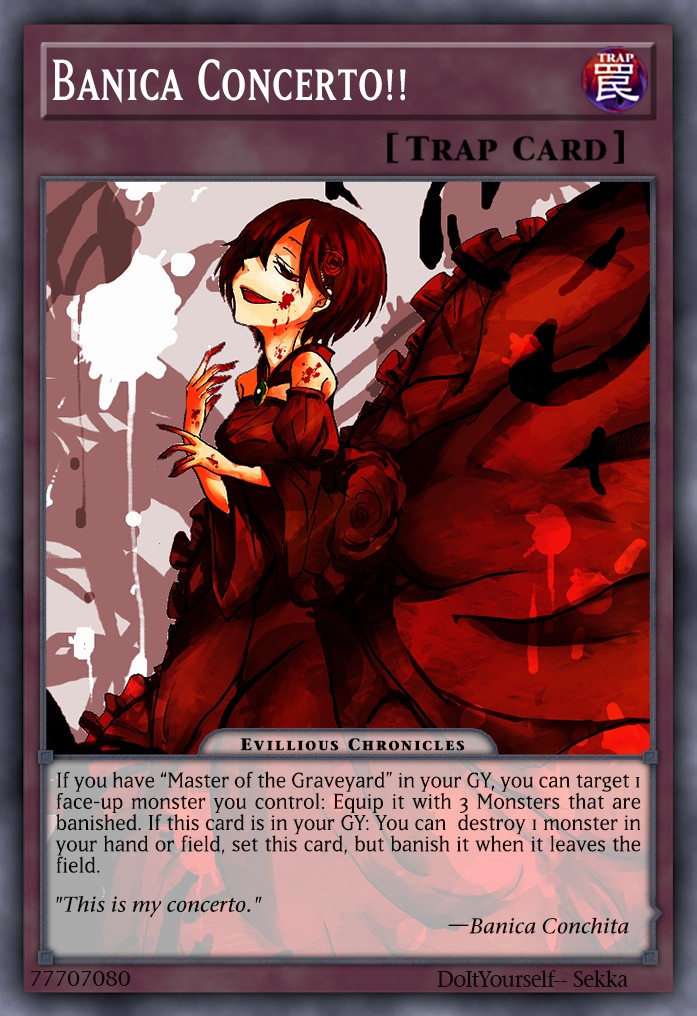 Banica Concerto!!
TRAP
罠
[Trap Card]
Evillious Chronicles
If you have “Master of the Graveyard” in your GY, you can target 1
face-up monster you control: Equip it with 3 Monsters that are
banished. If this card is in your GY: You can destroy 1 monster in
your hand or field, set this card, but banish it when it leaves the
field.
"This is my concerto."
—Banica Conchita
77707080
DoItYourself-- Sekka